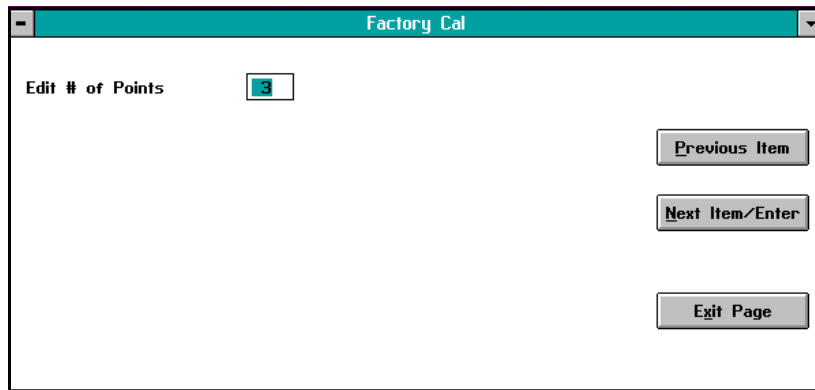 Factory Cal
Edit # of Points 3
Previous Item
Next Item/Enter
Exit Page